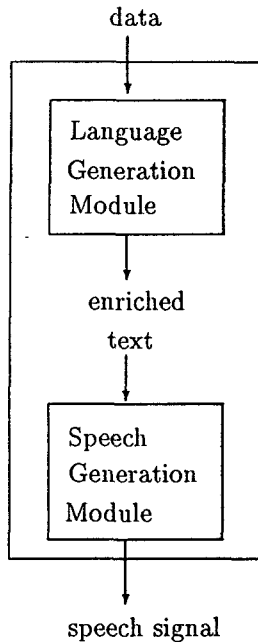 data
Language
Generation
Module
enriched
text
Speech
Generation
Module
speech signal